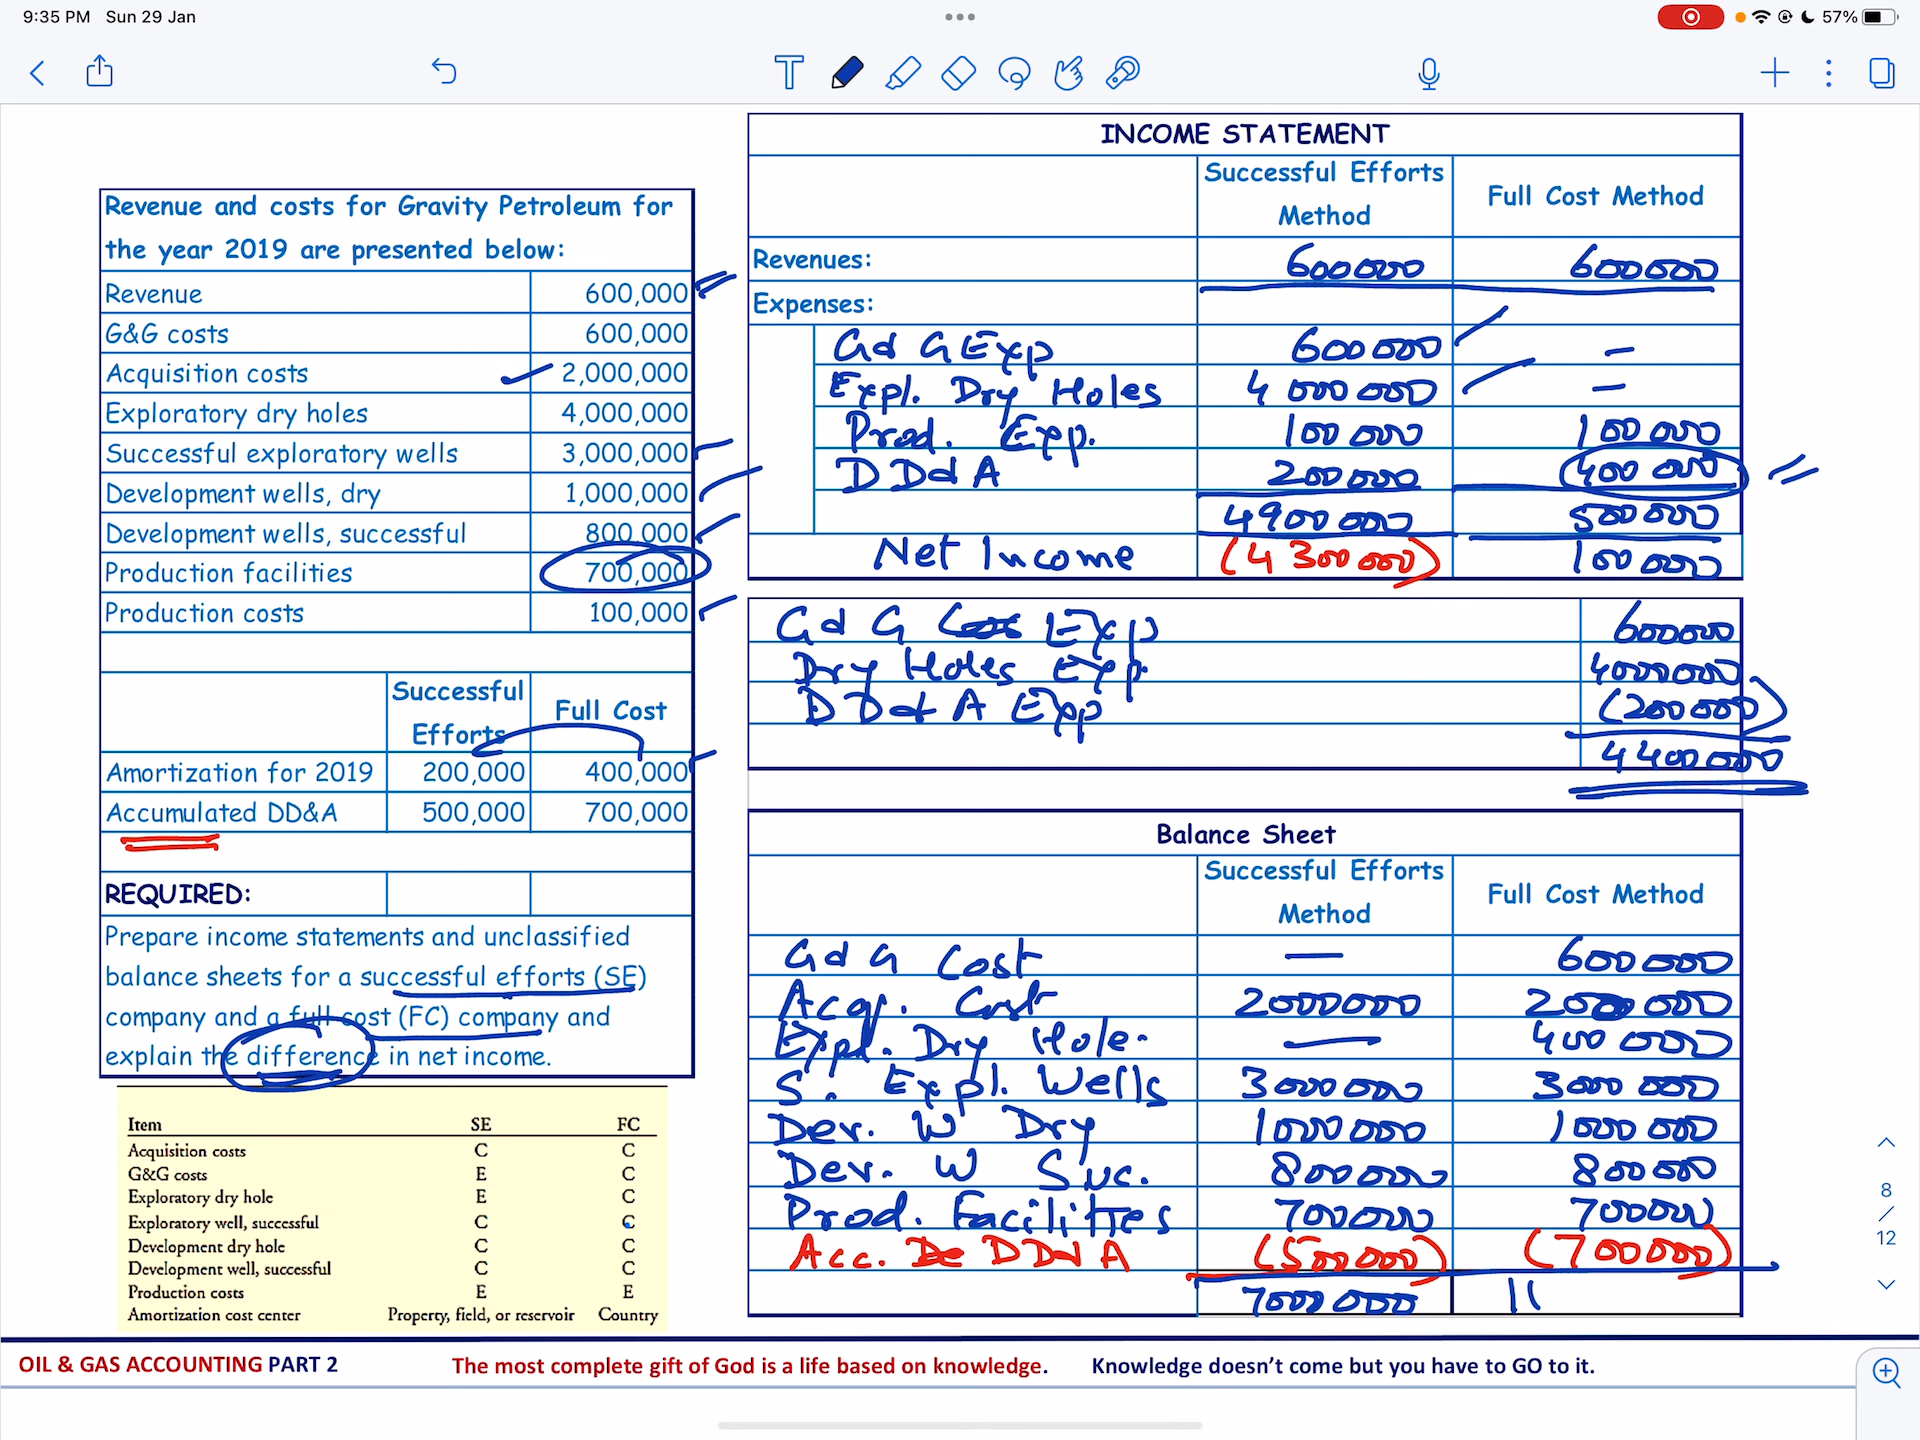 9:35 PM Sun 29 Jan
57%
Revenue and costs for Gravity Petroleum for
the year 2019 are presented below:
Revenue 600,000
G&G costs 600,000
Acquisition costs 2,000,000
Exploratory dry holes 4,000,000
Successful exploratory wells 3,000,000
Development wells, dry 1,000,000
Development wells, successful 800,000
Production facilities 700,000
Production costs 100,000
Successful Efforts Full Cost
Amortization for 2019 200,000 400,000
Accumulated DD&A 500,000 700,000
REQUIRED:
Prepare income statements and unclassified
balance sheets for a successful efforts (SE)
company and a full cost (FC) company and
explain the difference in net income.
Item SE FC
Acquisition costs C C
G&G costs E C
Exploratory dry hole E C
Exploratory well, successful C C
Development dry hole C C
Development well, successful C C
Production costs E E
Amortization cost center Property, field, or reservoir Country
INCOME STATEMENT
Successful Efforts Method Full Cost Method
Revenues: 600000 600000
Expenses:
G & G Exp 600000 -
Expl. Dry Holes 4000000 -
Prod. Exp. 100000 100000
DD&A 200000 400000
4900000 500000
Net Income (4300000) 100000
G & G Exp 600000
Dry Holes Exp. 4000000
DD&A Exp (200000)
4400000
Balance Sheet
Successful Efforts Method Full Cost Method
G & G Cost - 600000
Acq. Cost 2000000 2000000
Expl. Dry Hole. - 400000
S. Expl. Wells 3000000 3000000
Dev. W Dry 1000000 1000000
Dev. W Suc. 800000 800000
Prod. Facilities 700000 700000
Acc. DD&A (500000) (700000)
7000000 11
8
/
12
OIL & GAS ACCOUNTING PART 2 The most complete gift of God is a life based on knowledge. Knowledge doesn't come but you have to GO to it.